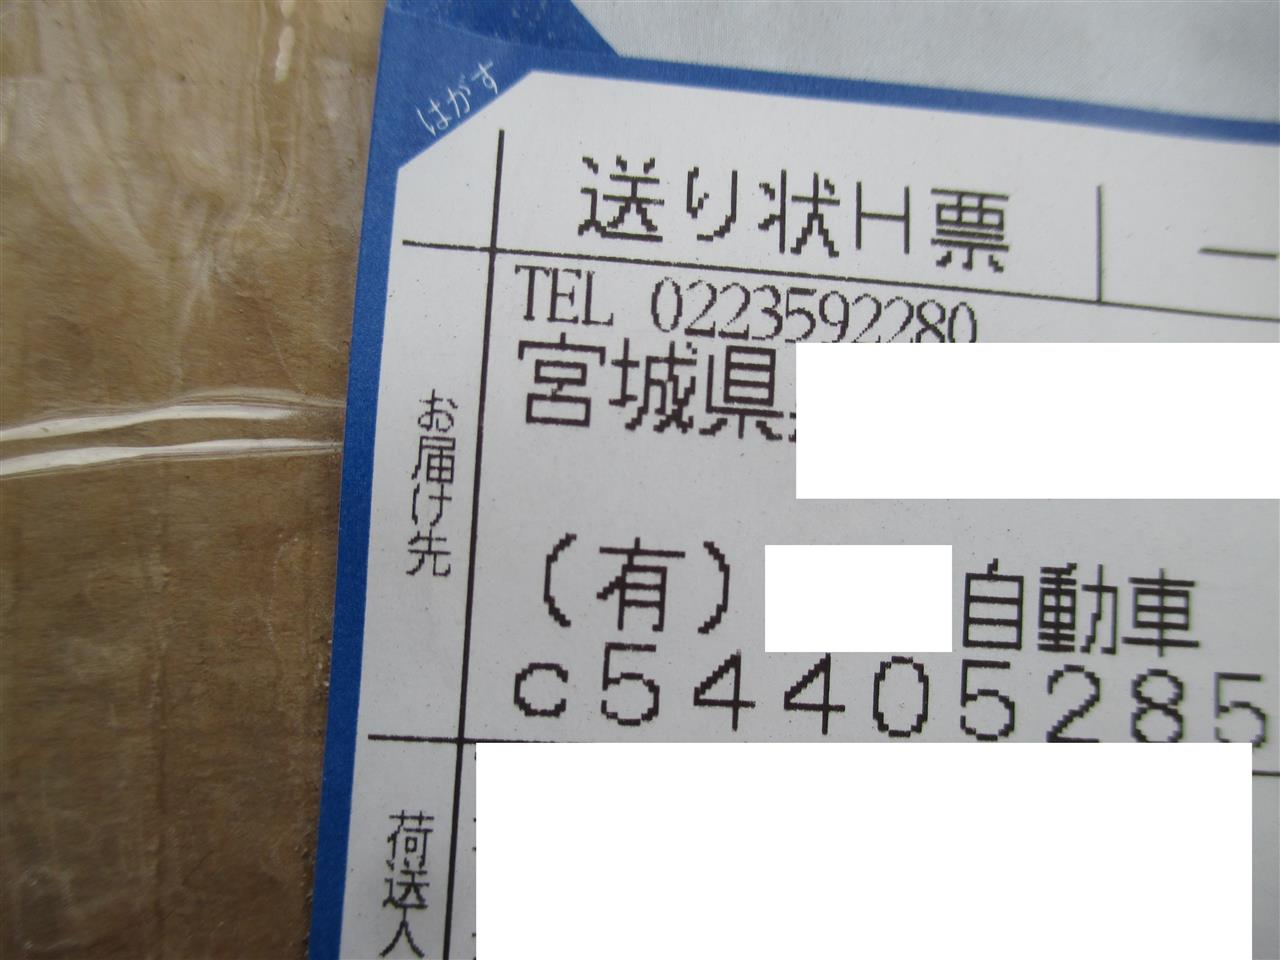 はがす
送り状H票
TEL 0223592280
宮城県
お届け先
(有)
自動車
c54405285
荷送人